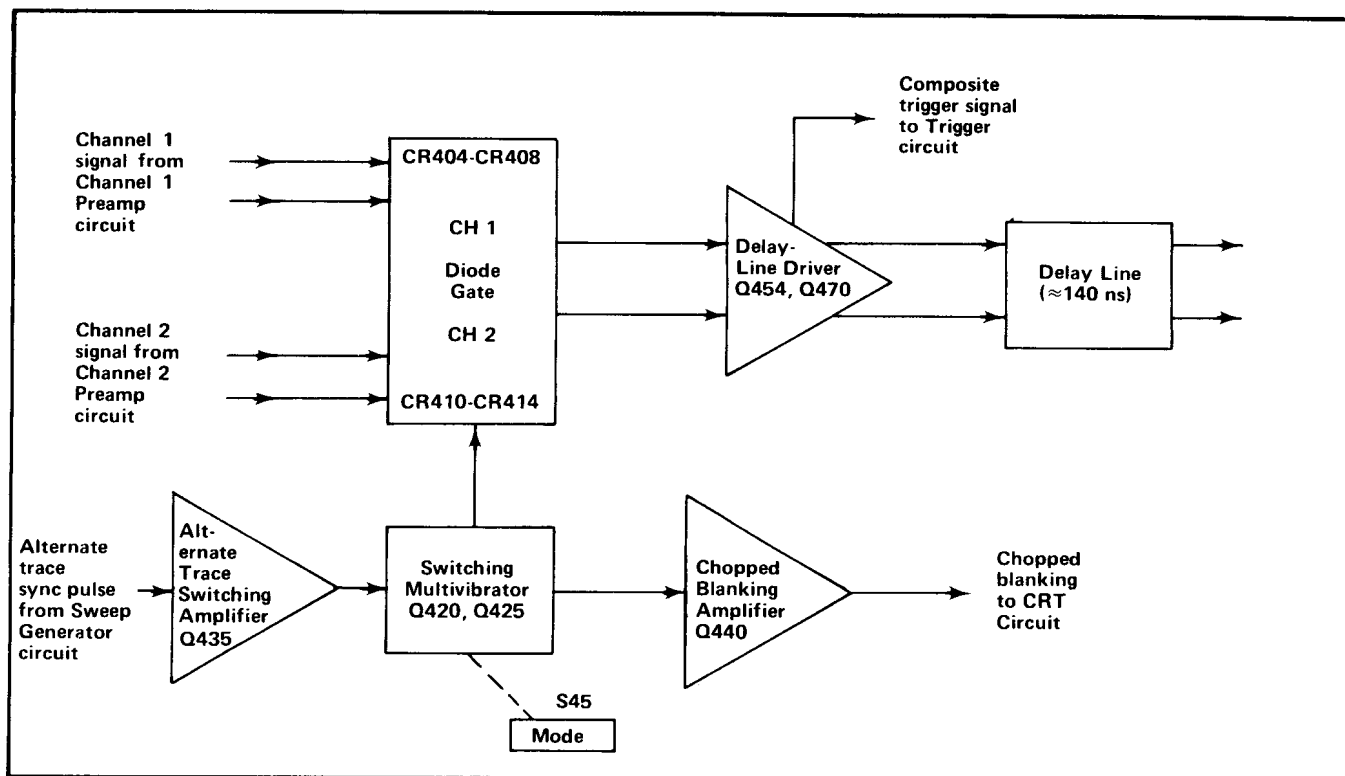 Channel 1
signal from
Channel 1
Preamp
circuit
Channel 2
signal from
Channel 2
Preamp
circuit
CR404-CR408
CH 1
Diode
Gate
CH 2
CR410-CR414
Composite
trigger signal
to Trigger
circuit
Delay-
Line Driver
Q454, Q470
Delay Line
(≈140 ns)
Alternate
trace
sync pulse
from Sweep
Generator
circuit
Alt-
ernate
Trace
Switching
Amplifier
Q435
Switching
Multivibrator
Q420, Q425
S45
Mode
Chopped
Blanking
Amplifier
Q440
Chopped
blanking
to CRT
Circuit